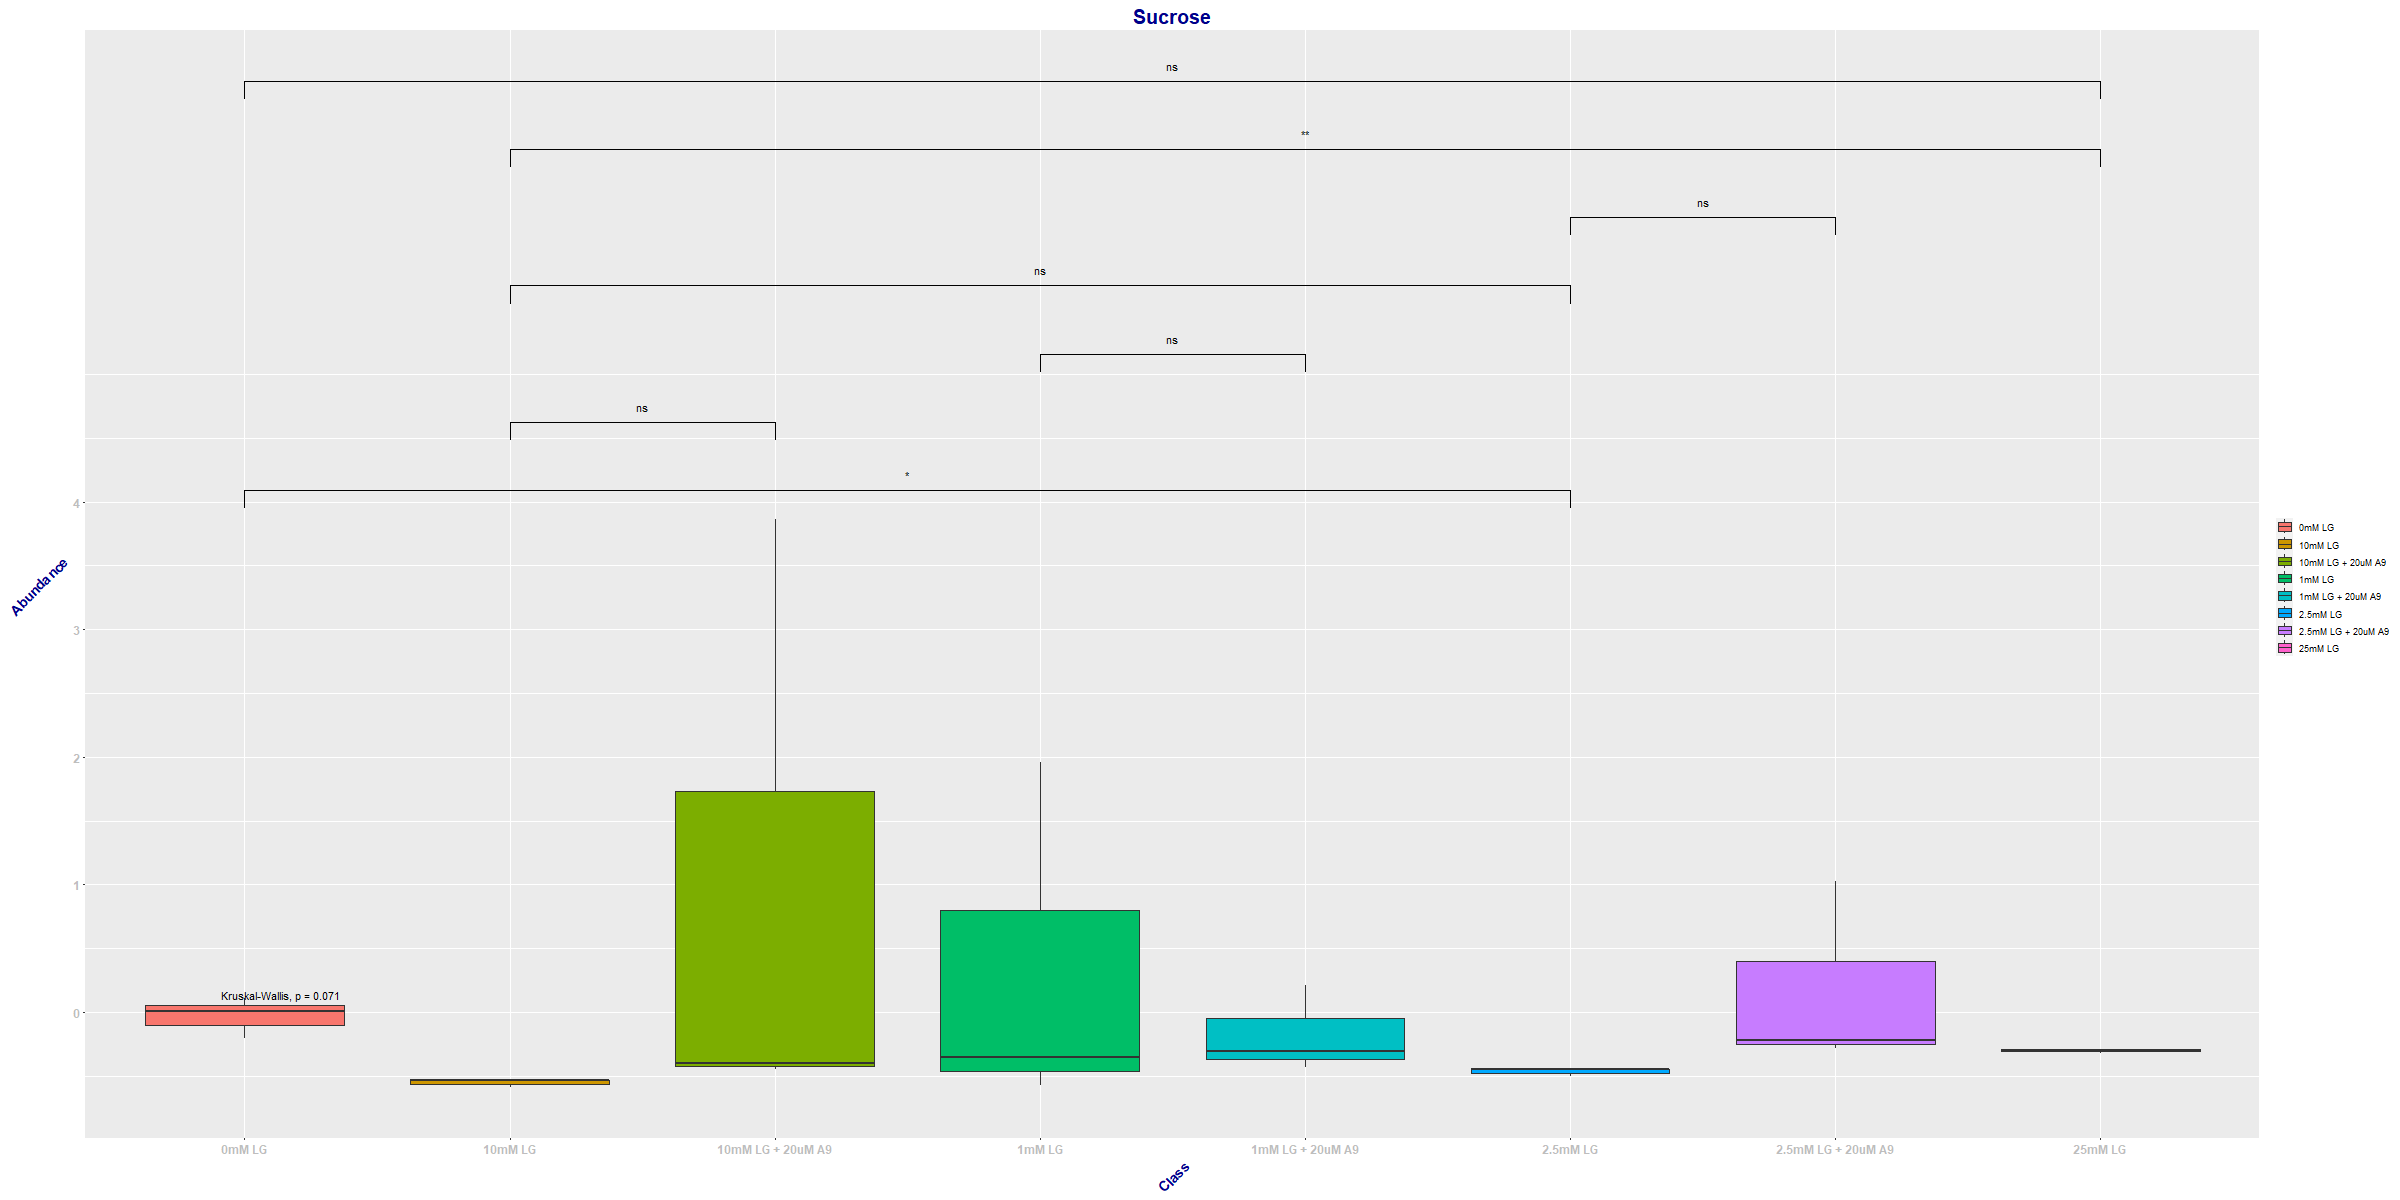 Sucrose
ns
**
ns
ns
ns
ns
*
4
3
2
1
0
Abundance
Kruskal-Wallis, p = 0.071
0mM LG
10mM LG
10mM LG + 20uM A9
1mM LG
1mM LG + 20uM A9
2.5mM LG
2.5mM LG + 20uM A9
25mM LG
Class
0mM LG
10mM LG
10mM LG + 20uM A9
1mM LG
1mM LG + 20uM A9
2.5mM LG
2.5mM LG + 20uM A9
25mM LG